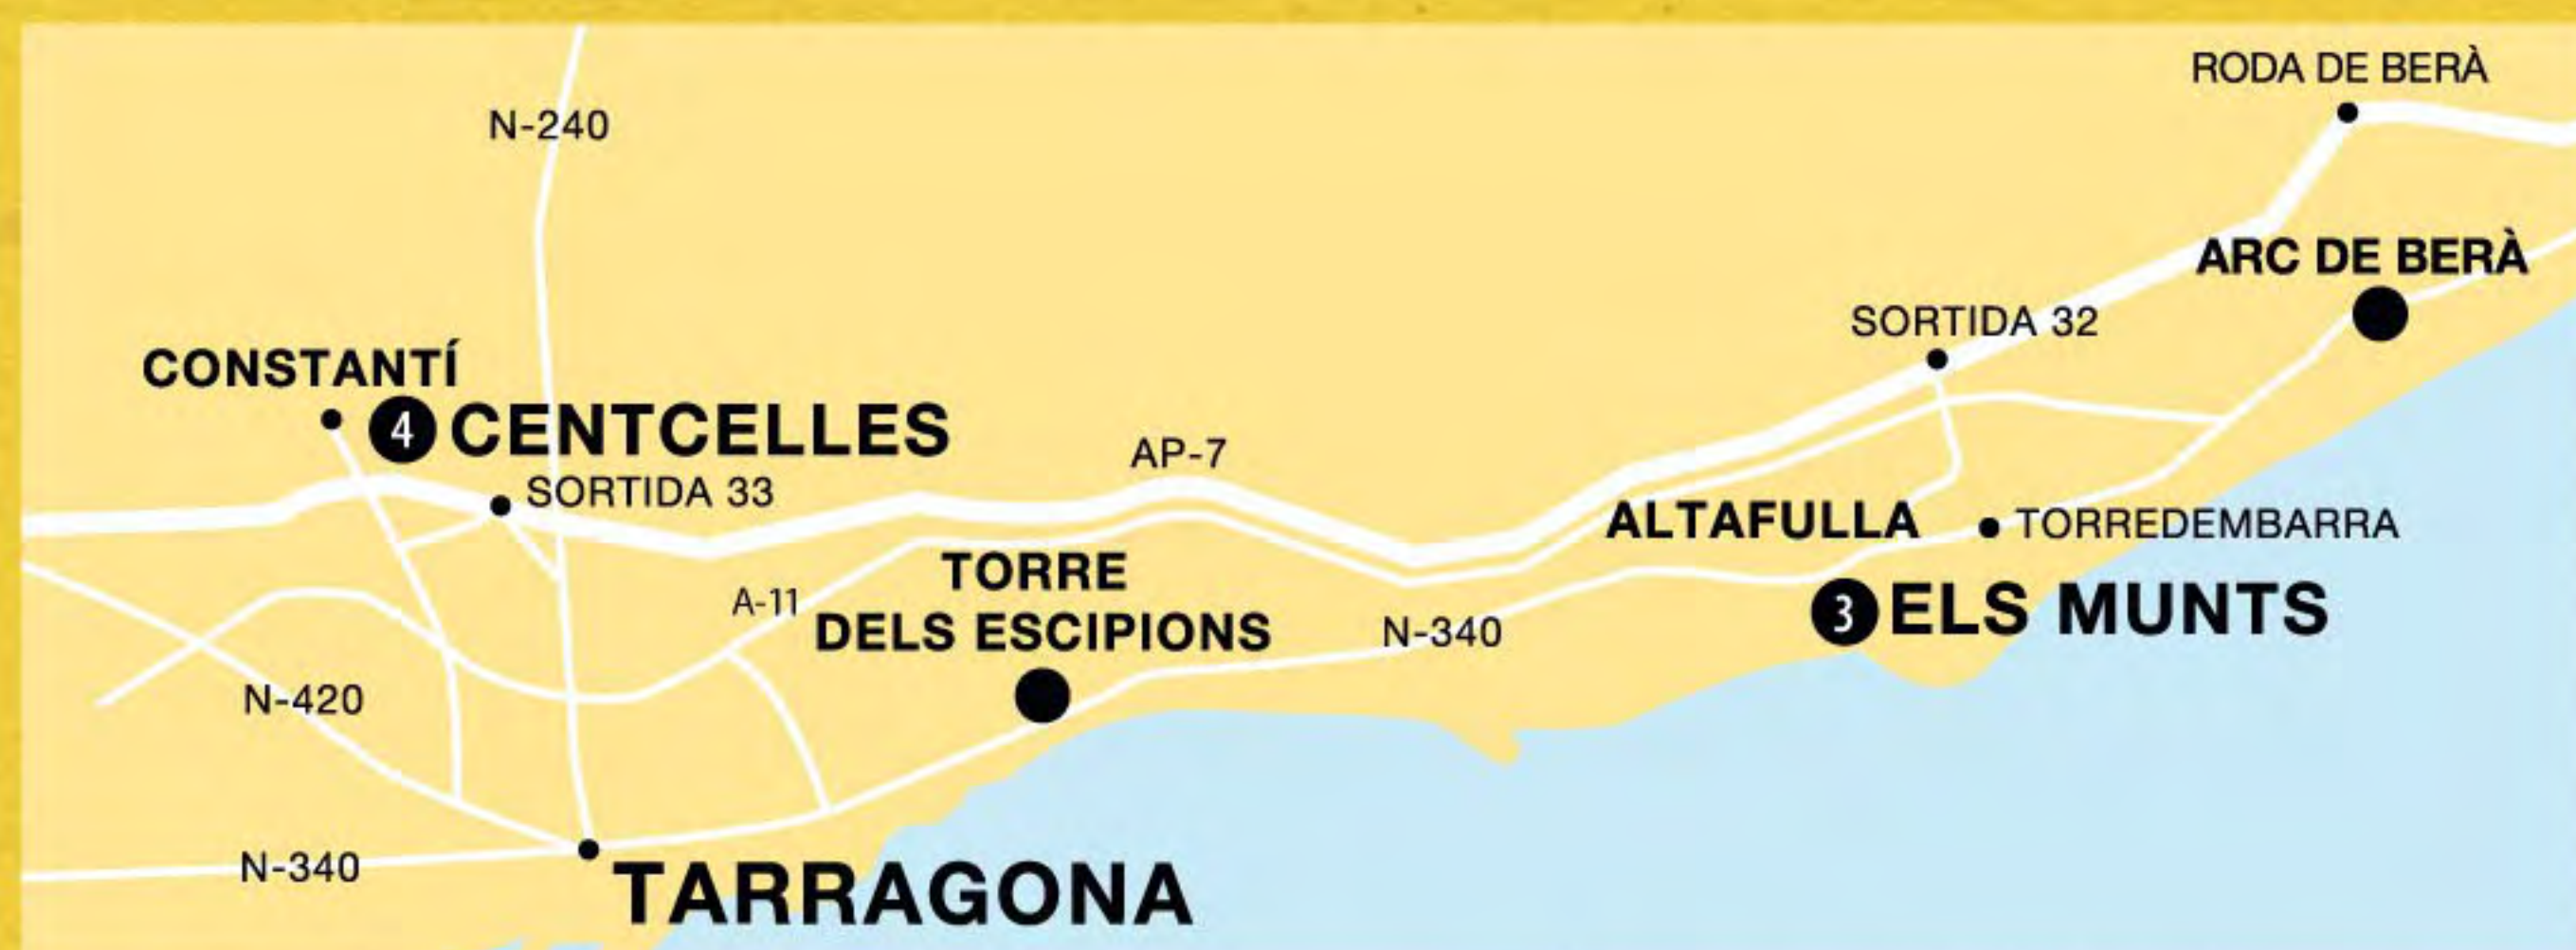 RODA DE BERÀ
N-240
ARC DE BERÀ
SORTIDA 32
CONSTANTÍ
4 CENTCELLES
AP-7
SORTIDA 33
ALTAFULLA
TORREDEMBARRA
TORRE
DELS ESCIPIONS
A-11
3 ELS MUNTS
N-340
N-420
N-340
TARRAGONA